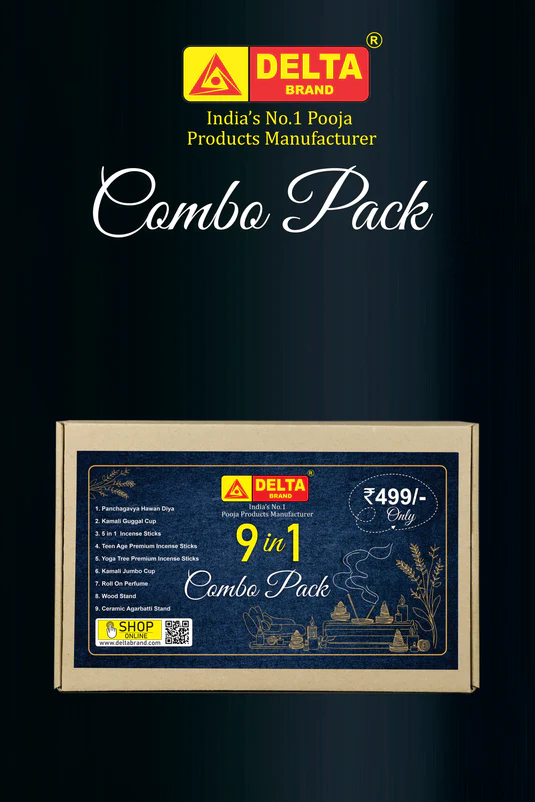 ®
DELTA
BRAND
India's No.1 Pooja
Products Manufacturer
Combo Pack
DELTA
BRAND
®
India's No.1
Pooja Products Manufacturer
9 in 1
Combo Pack
₹499/-
Only
1. Panchagavya Hawan Diya
2. Kamali Guggal Cup
3. 5 in 1 Incense Sticks
4. Teen Age Premium Incense Sticks
5. Yoga Tree Premium Incense Sticks
6. Kamali Jumbo Cup
7. Roll On Perfume
8. Wood Stand
9. Ceramic Agarbatti Stand
SHOP
ONLINE
www.deltabrand.com